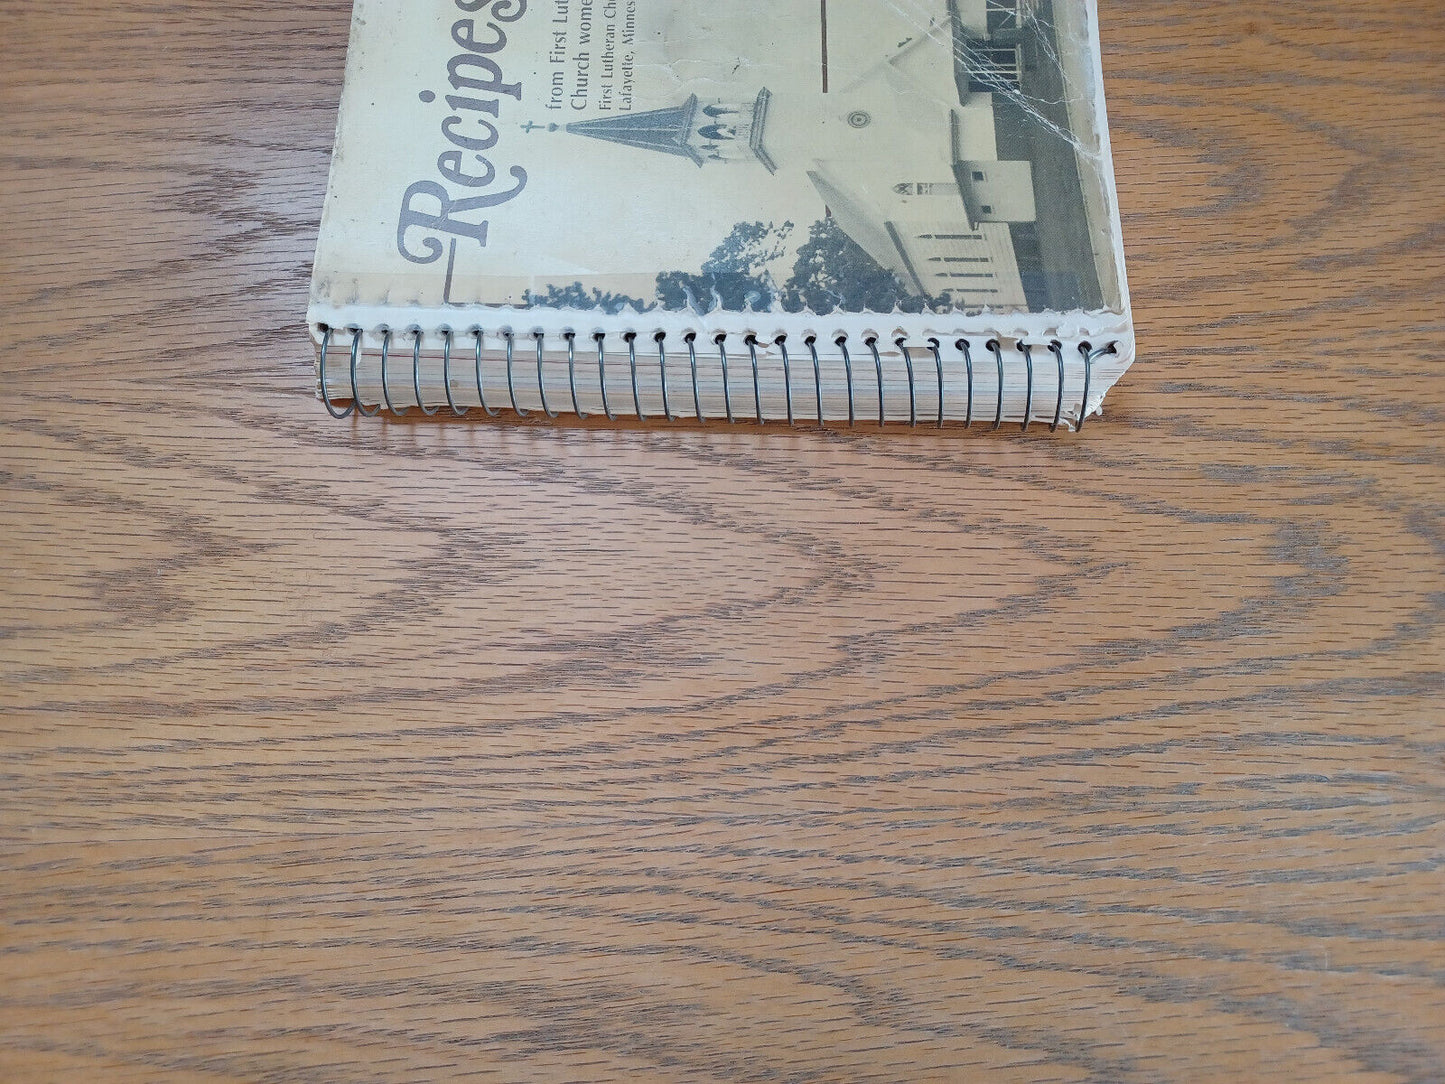 Recipes
from First Lut
Church wome
First Lutheran Ch
Lafayette, Minnes